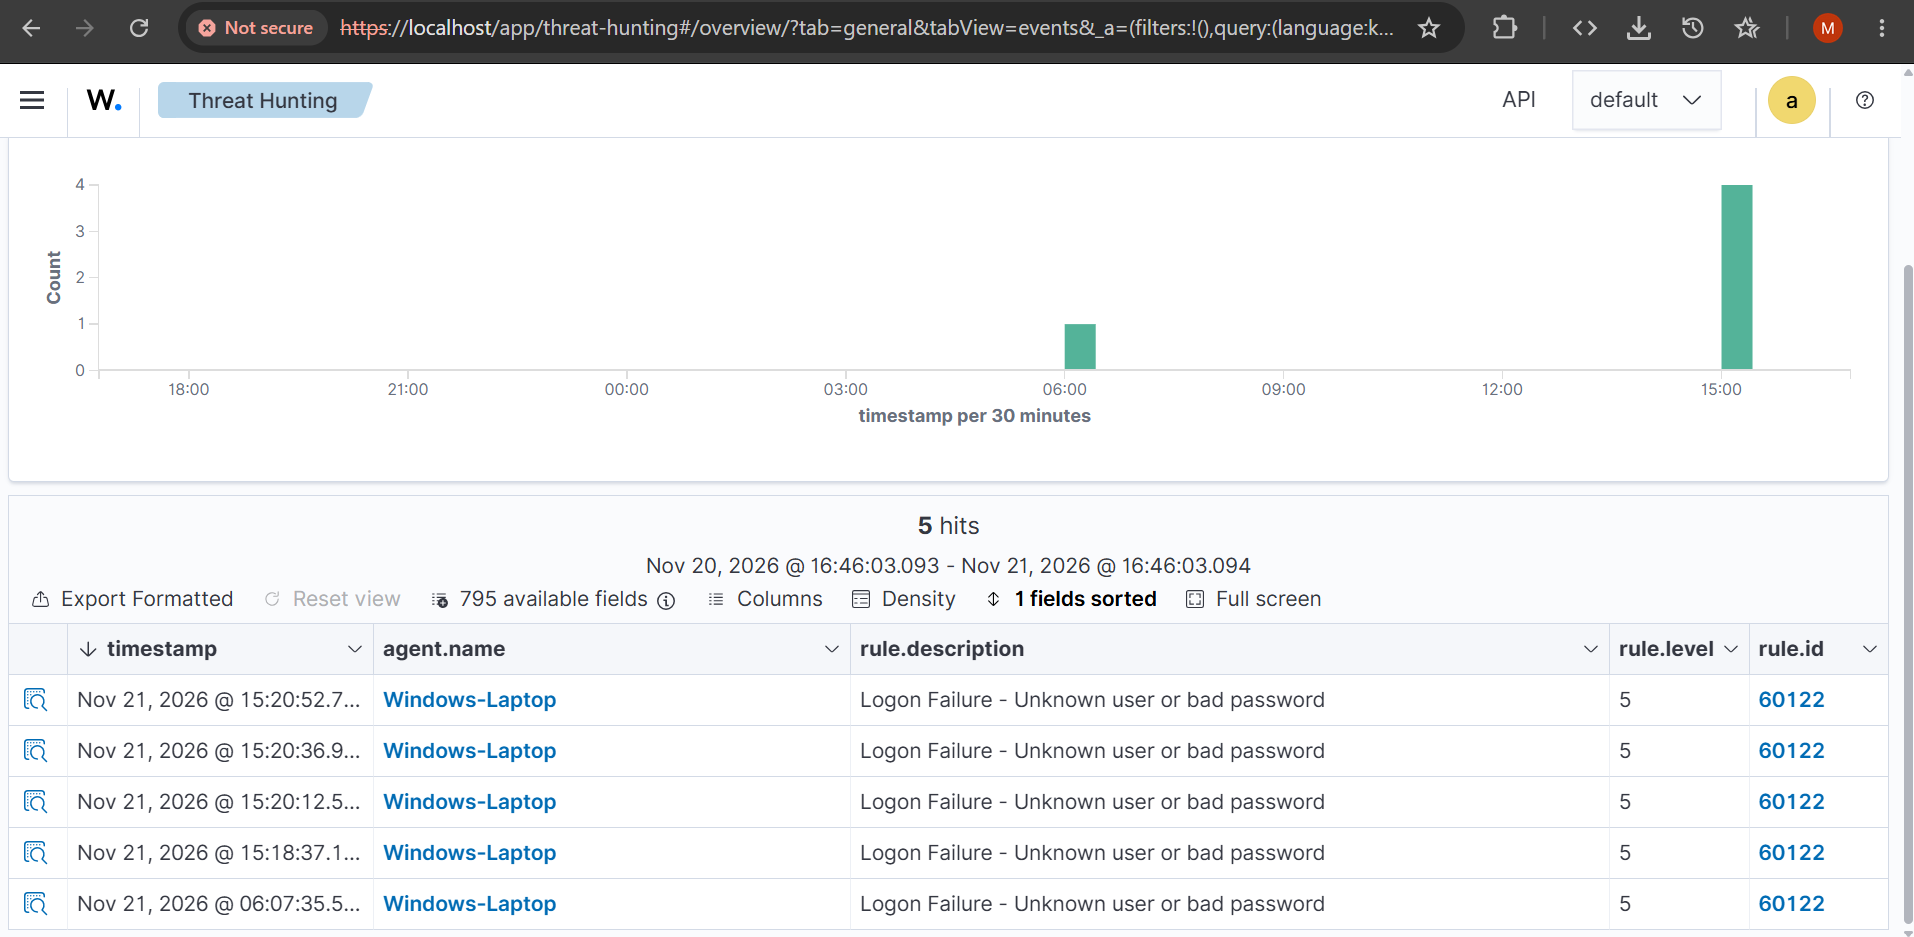 Not secure https://localhost/app/threat-hunting#/overview/?tab=general&tabView=events&_a=(filters:!(),query:(language:k... M
W. Threat Hunting API default a
4
3
2
1
0
Count
18:00 21:00 00:00 03:00 06:00 09:00 12:00 15:00
timestamp per 30 minutes
5 hits
Nov 20, 2026 @ 16:46:03.093 - Nov 21, 2026 @ 16:46:03.094
Export Formatted Reset view 795 available fields Columns Density 1 fields sorted Full screen
timestamp agent.name rule.description rule.level rule.id
Nov 21, 2026 @ 15:20:52.7... Windows-Laptop Logon Failure - Unknown user or bad password 5 60122
Nov 21, 2026 @ 15:20:36.9... Windows-Laptop Logon Failure - Unknown user or bad password 5 60122
Nov 21, 2026 @ 15:20:12.5... Windows-Laptop Logon Failure - Unknown user or bad password 5 60122
Nov 21, 2026 @ 15:18:37.1... Windows-Laptop Logon Failure - Unknown user or bad password 5 60122
Nov 21, 2026 @ 06:07:35.5... Windows-Laptop Logon Failure - Unknown user or bad password 5 60122